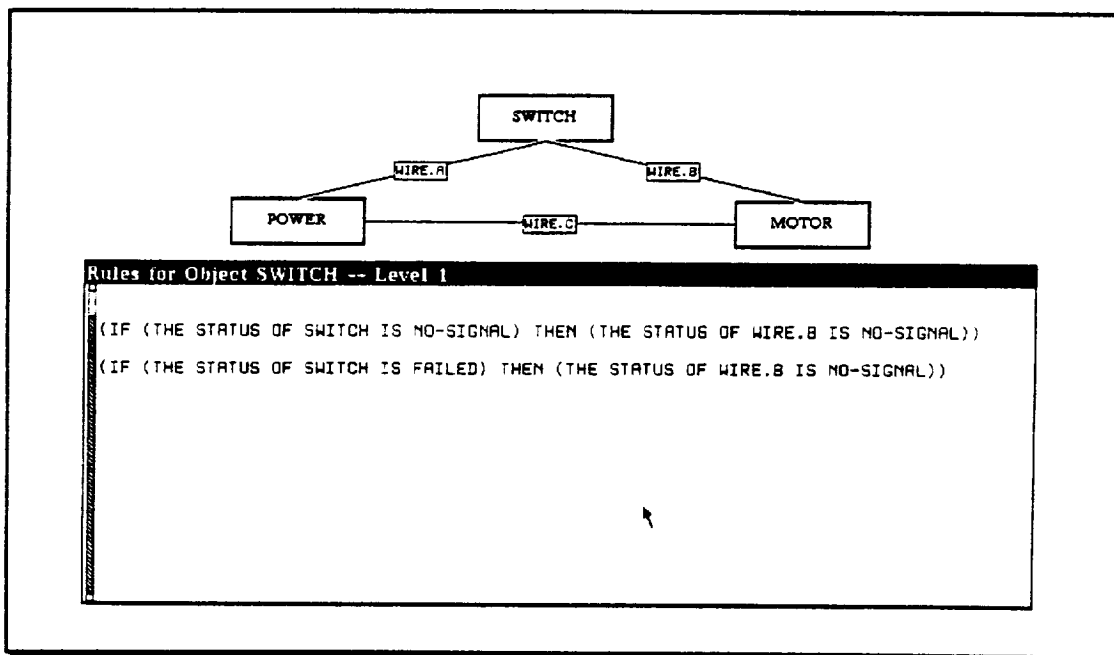 SWITCH
WIRE.A
WIRE.B
POWER
WIRE.C
MOTOR
Rules for Object SWITCH -- Level 1
(IF (THE STATUS OF SWITCH IS NO-SIGNAL) THEN (THE STATUS OF WIRE.B IS NO-SIGNAL))
(IF (THE STATUS OF SWITCH IS FAILED) THEN (THE STATUS OF WIRE.B IS NO-SIGNAL))